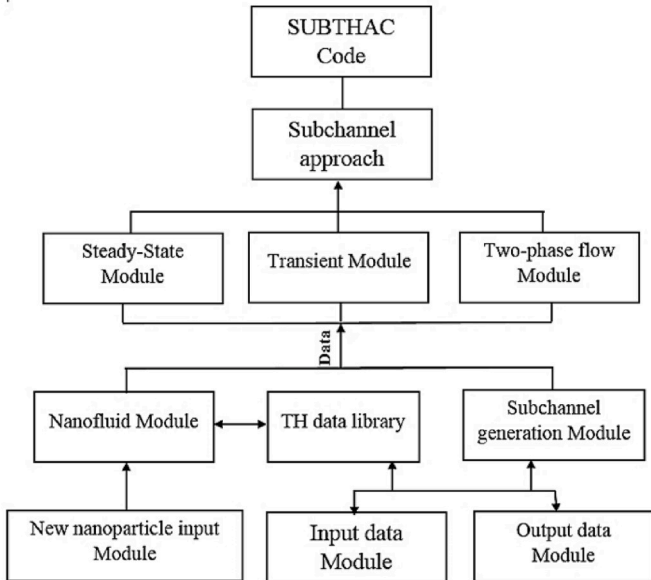 SUBTHAC
Code
Subchannel
approach
Steady-State
Module
Transient Module
Two-phase flow
Module
Data
Nanofluid Module
TH data library
Subchannel
generation Module
New nanoparticle input
Module
Input data
Module
Output data
Module